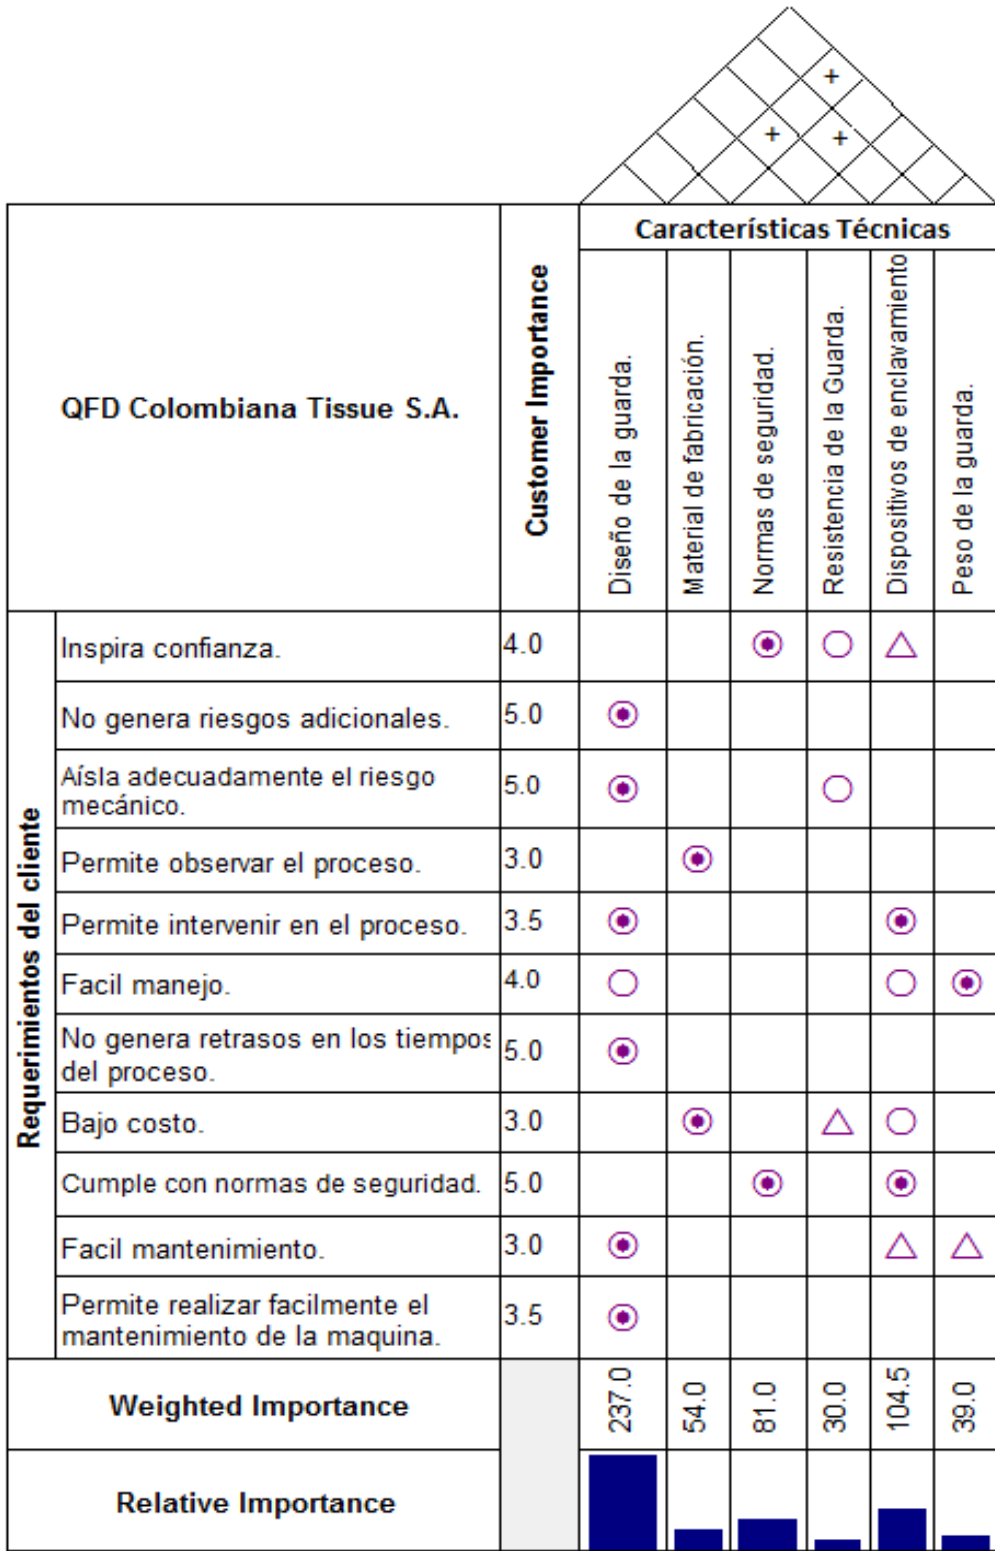 +
+
+
Característísticas Técnicas
QFD Colombiana Tissue S.A.
Customer Importance
Diseño de la guarda.
Material de fabricación.
Normas de seguridad.
Resistencia de la Guarda.
Dispositivos de enclavamiento
Peso de la guarda.
Requerimientos del cliente
Inspira confianza.
4.0
No genera riesgos adicionales.
5.0
Aísla adecuadamente el riesgo
mecánico.
5.0
Permite observar el proceso.
3.0
Permite intervenir en el proceso.
3.5
Facil manejo.
4.0
No genera retrasos en los tiempos
del proceso.
5.0
Bajo costo.
3.0
Cumple con normas de seguridad.
5.0
Facil mantenimiento.
3.0
Permite realizar facilmente el
mantenimiento de la maquina.
3.5
Weighted Importance
237.0
54.0
81.0
30.0
104.5
39.0
Relative Importance